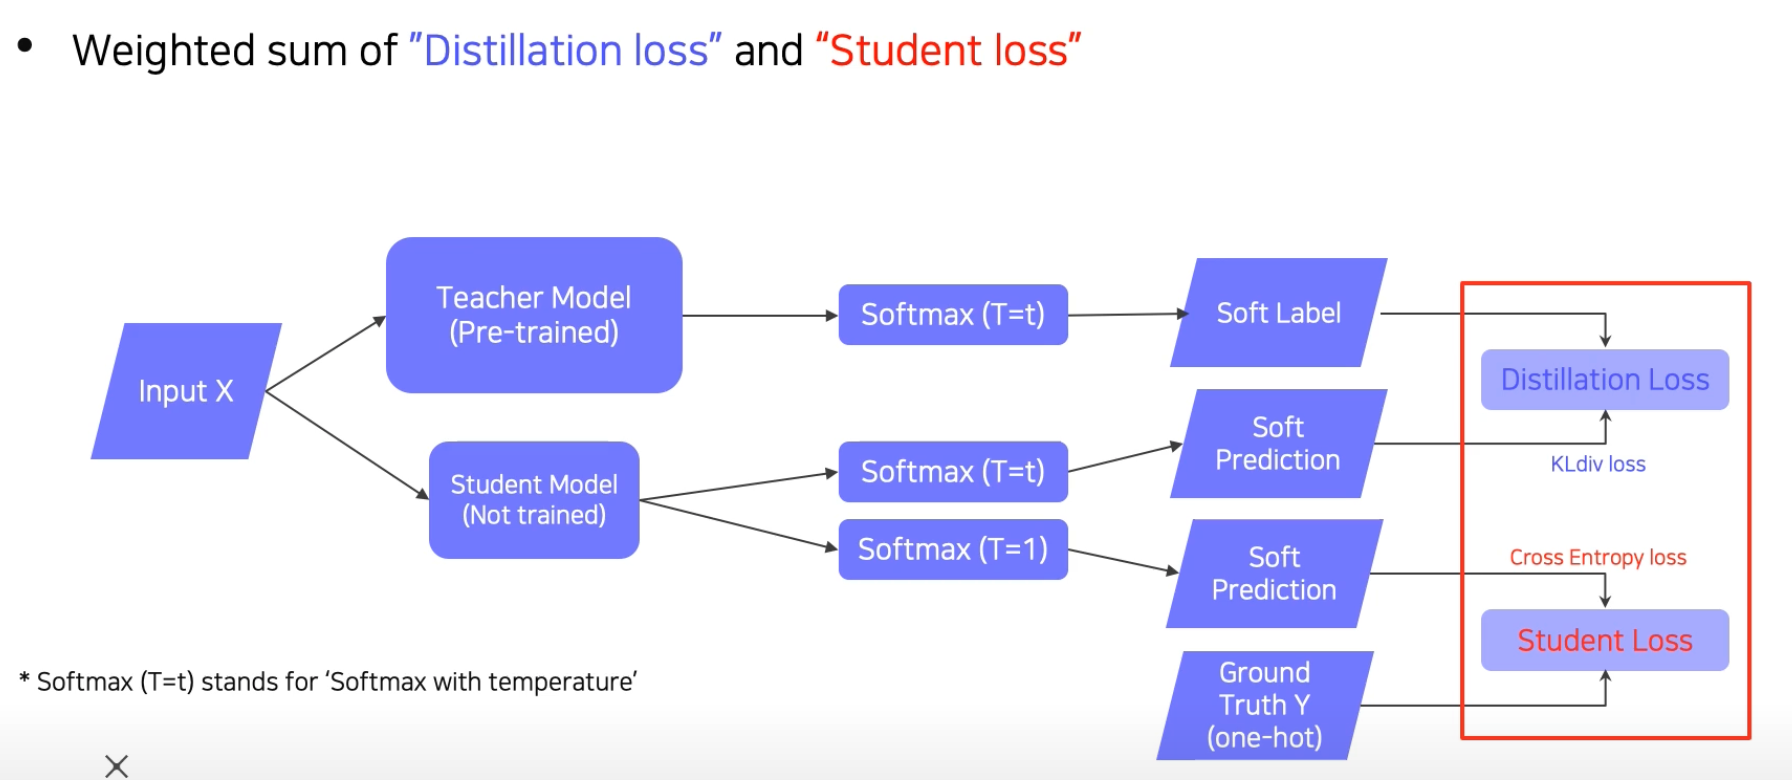 • Weighted sum of ”Distillation loss” and “Student loss”
Teacher Model
(Pre-trained)
Softmax (T=t)
Soft Label
Input X
Distillation Loss
Student Model
(Not trained)
Softmax (T=t)
Soft
Prediction
KLdiv loss
Softmax (T=1)
Soft
Prediction
Cross Entropy loss
Student Loss
Ground
Truth Y
(one-hot)
* Softmax (T=t) stands for ‘Softmax with temperature’